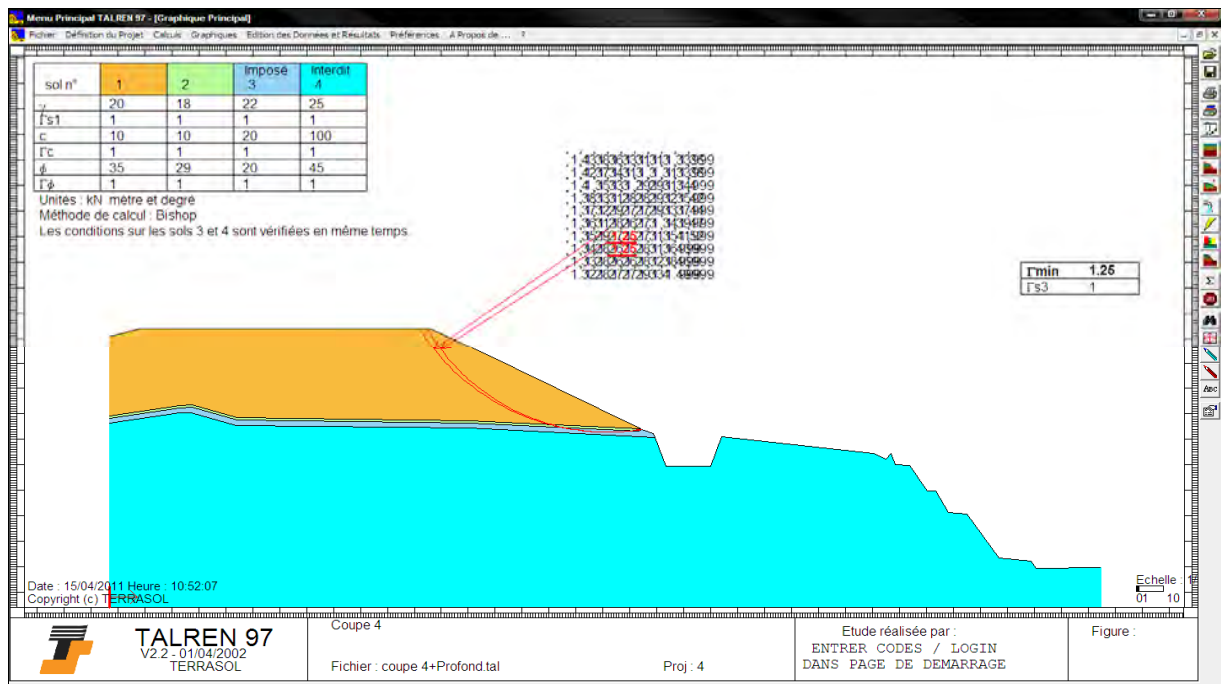 Menu Principal TALREN 97 - [Graphique Principal]
Fichier Définition du Projet Calculs Graphiques Edition des Données et Résultats Préférences A Propos de ... ?
Imposé Interdit
sol n° 1 2 3 4
γ 20 18 22 25
Γs1 1 1 1 1
c 10 10 20 100
Γc 1 1 1 1
φ 35 29 20 45
Γφ 1 1 1 1
Unités : kN metre et degré
Méthode de calcul : Bishop
Les conditions sur les sols 3 et 4 sont vérifiées en même temps.
Γmin 1.25
Γs3 1
Abc
Date : 15/04/2011 Heure : 10:52:07
Copyright (c) TERRASOL
Echelle : 1
01 10
TALREN 97
V2.2 - 01/04/2002
TERRASOL
Coupe 4
Fichier : coupe 4+Profond.tal
Proj : 4
Etude réalisée par :
ENTRER CODES / LOGIN
DANS PAGE DE DEMARRAGE
Figure :